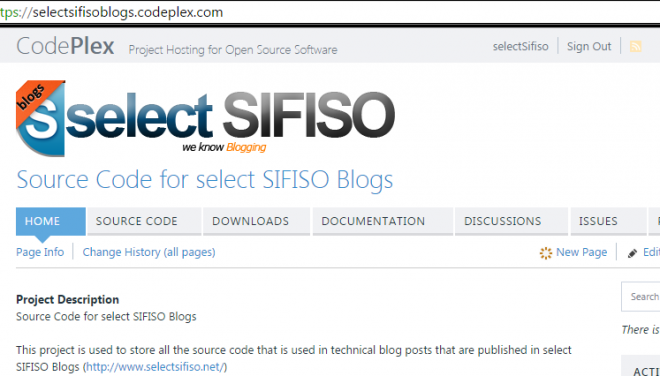 tps://selectsifisoblogs.codeplex.com
CodePlex Project Hosting for Open Source Software selectSifiso Sign Out
blogs
S select SIFISO
we know Blogging
Source Code for select SIFISO Blogs
HOME SOURCE CODE DOWNLOADS DOCUMENTATION DISCUSSIONS ISSUES
Page Info Change History (all pages) New Page Edi
Project Description
Source Code for select SIFISO Blogs
Sear
This project is used to store all the source code that is used in technical blog posts that are published in select
SIFISO Blogs (http://www.selectsifiso.net/)
There is
ACTI